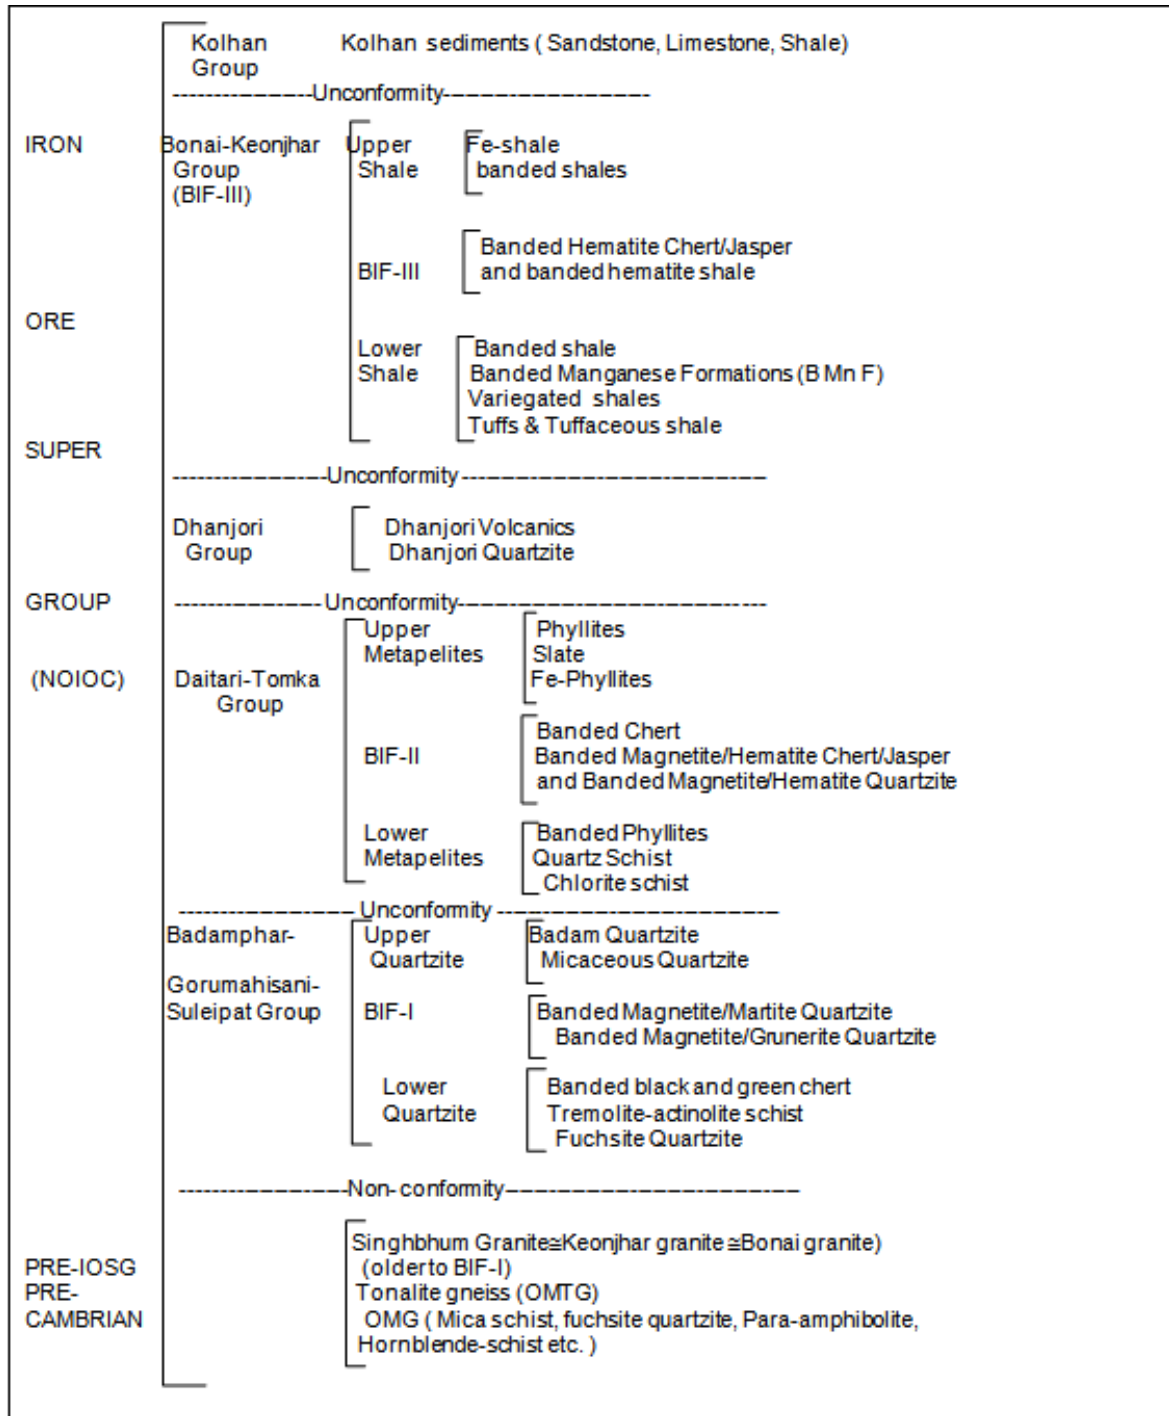 Kolhan Kolhan sediments ( Sandstone, Limestone, Shale)
Group
Unconformity
IRON Bonai-Keonjhar Upper Fe-shale
Group Shale banded shales
(BIF-III)
Banded Hematite Chert/Jasper
BIF-III and banded hematite shale
ORE
Lower Banded shale
Shale Banded Manganese Formations (B Mn F)
Variegated shales
Tuffs & Tuffaceous shale
SUPER
Unconformity
Dhanjori Dhanjori Volcanics
Group Dhanjori Quartzite
GROUP Unconformity
Upper Phyllites
Metapelites Slate
(NOIOC) Daitari-Tomka Fe-Phyllites
Group
Banded Chert
BIF-II Banded Magnetite/Hematite Chert/Jasper
and Banded Magnetite/Hematite Quartzite
Lower Banded Phyllites
Metapelites Quartz Schist
Chlorite schist
Unconformity
Badamphar- Upper Badam Quartzite
Quartzite Micaceous Quartzite
Gorumahisani-
Suleipat Group BIF-I Banded Magnetite/Martite Quartzite
Banded Magnetite/Grunerite Quartzite
Lower Banded black and green chert
Quartzite Tremolite-actinolite schist
Fuchsite Quartzite
Non- conformity
Singhbhum Granite≅Keonjhar granite≅Bonai granite)
PRE-IOSG (older to BIF-I)
PRE- Tonalite gneiss (OMTG)
CAMBRIAN OMG ( Mica schist, fuchsite quartzite, Para-amphibolite,
Hornblende-schist etc. )